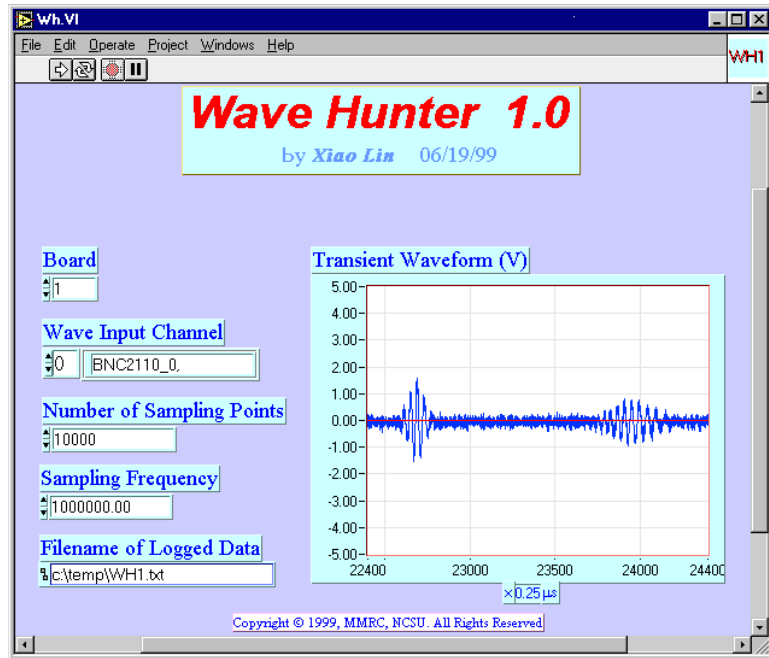 Wh.VI
File Edit Operate Project Windows Help
WH1
Wave Hunter 1.0
by Xiao Lin 06/19/99
Board
1
Wave Input Channel
0 BNC2110_0,
Number of Sampling Points
10000
Sampling Frequency
1000000.00
Filename of Logged Data
c:\temp\WH1.txt
Transient Waveform (V)
5.00
4.00
3.00
2.00
1.00
0.00
-1.00
-2.00
-3.00
-4.00
-5.00
22400 23000 23500 24000 24400
×0.25 µs
Copyright © 1999, MMRC, NCSU. All Rights Reserved